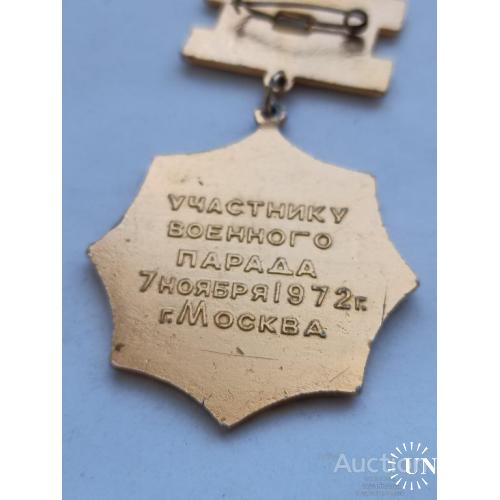 УЧАСТНИКУ
ВОЕННОГО
ПАРАДА
7 НОЯБРЯ 1972 г.
г. МОСКВА
Auction
UN